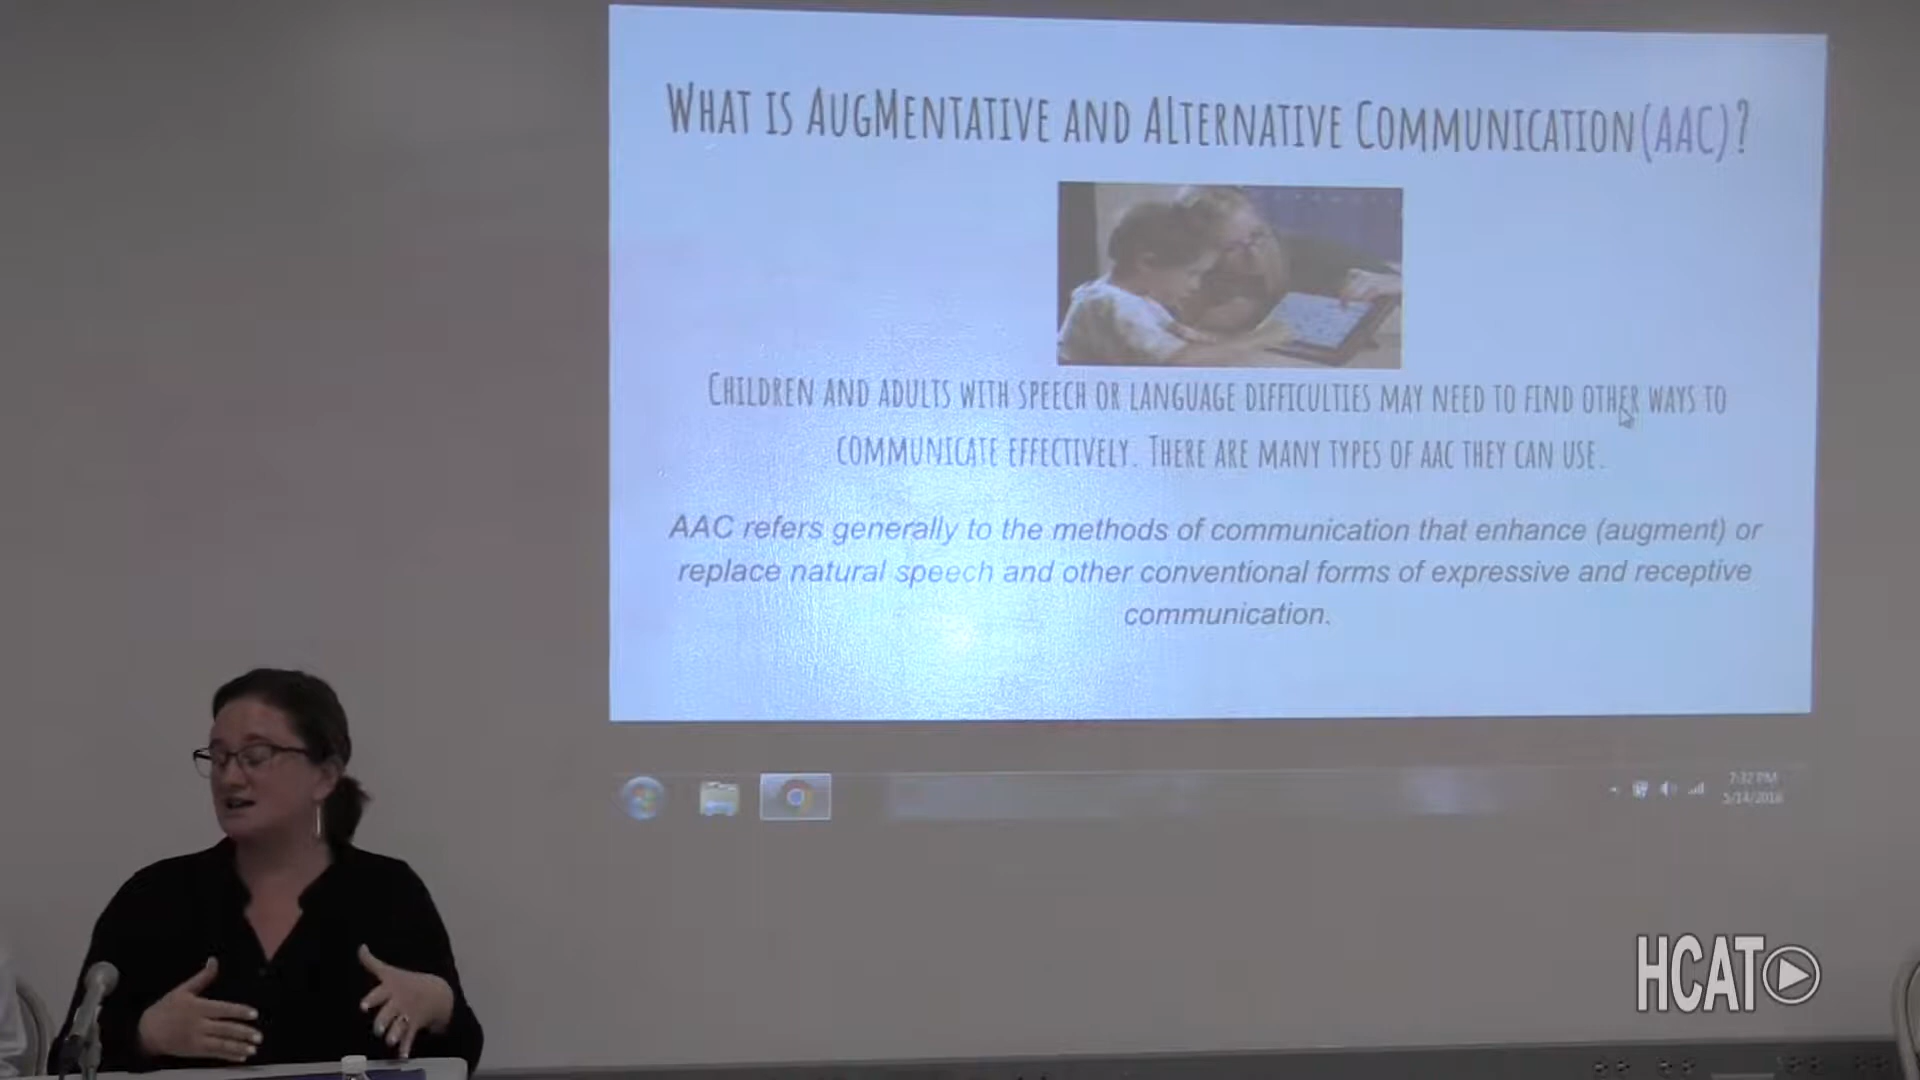 WHAT IS AUGMENTATIVE AND ALTERNATIVE COMMUNICATION(AAC)?
CHILDREN AND ADULTS WITH SPEECH OR LANGUAGE DIFFICULTIES MAY NEED TO FIND OTHER WAYS TO
COMMUNICATE EFFECTIVELY. THERE ARE MANY TYPES OF AAC THEY CAN USE.
AAC refers generally to the methods of communication that enhance (augment) or
replace natural speech and other conventional forms of expressive and receptive
communication.
7:32 PM
5/14/2018
HCAT